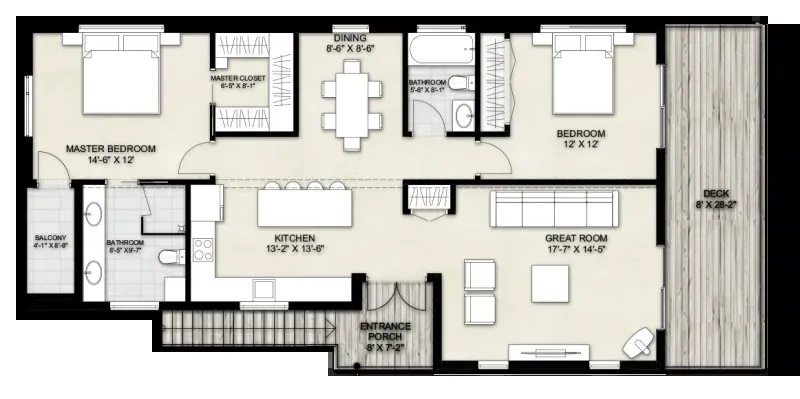 DINING
8'-6" X 8'-6"
MASTER CLOSET
6'-5" X 8'-1"
BATHROOM
5'-6" X 8'-1"
BEDROOM
12' X 12'
MASTER BEDROOM
14'-6" X 12'
DECK
8' X 28'-2"
BALCONY
4'-1" X 8'-8"
BATHROOM
8'-5" X 9'-7"
KITCHEN
13'-2" X 13'-6"
GREAT ROOM
17'-7" X 14'-5"
ENTRANCE
PORCH
8' X 7'-2"